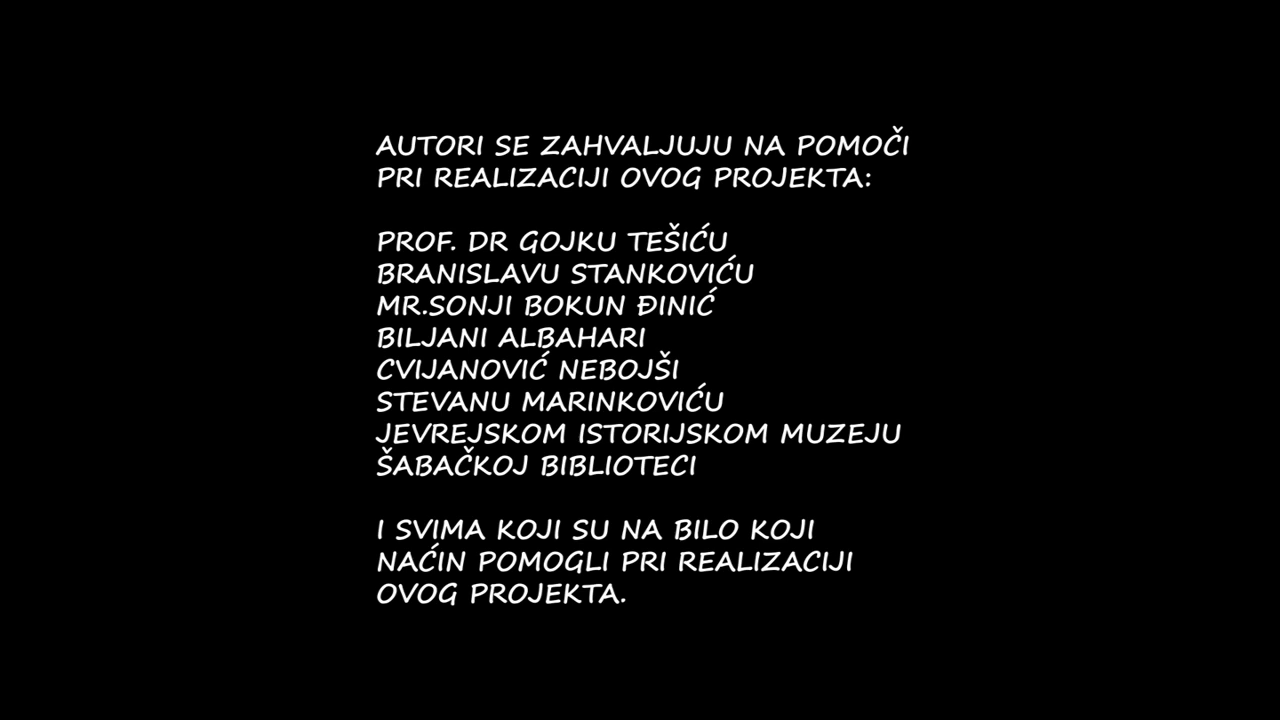 AUTORI SE ZAHVALJUJU NA POMOČI
PRI REALIZACIJI OVOG PROJEKTA:
PROF. DR GOJKU TEŠIĆU
BRANISLAVU STANKOVIĆU
MR.SONJI BOKUN ĐINIĆ
BILJANI ALBAHARI
CVIJANOVIĆ NEBOJŠI
STEVANU MARINKOVIĆU
JEVREJSKOM ISTORIJSKOM MUZEJU
ŠABAČKOJ BIBLIOTECI
I SVIMA KOJI SU NA BILO KOJI
NAĆIN POMOGLI PRI REALIZACIJI
OVOG PROJEKTA.